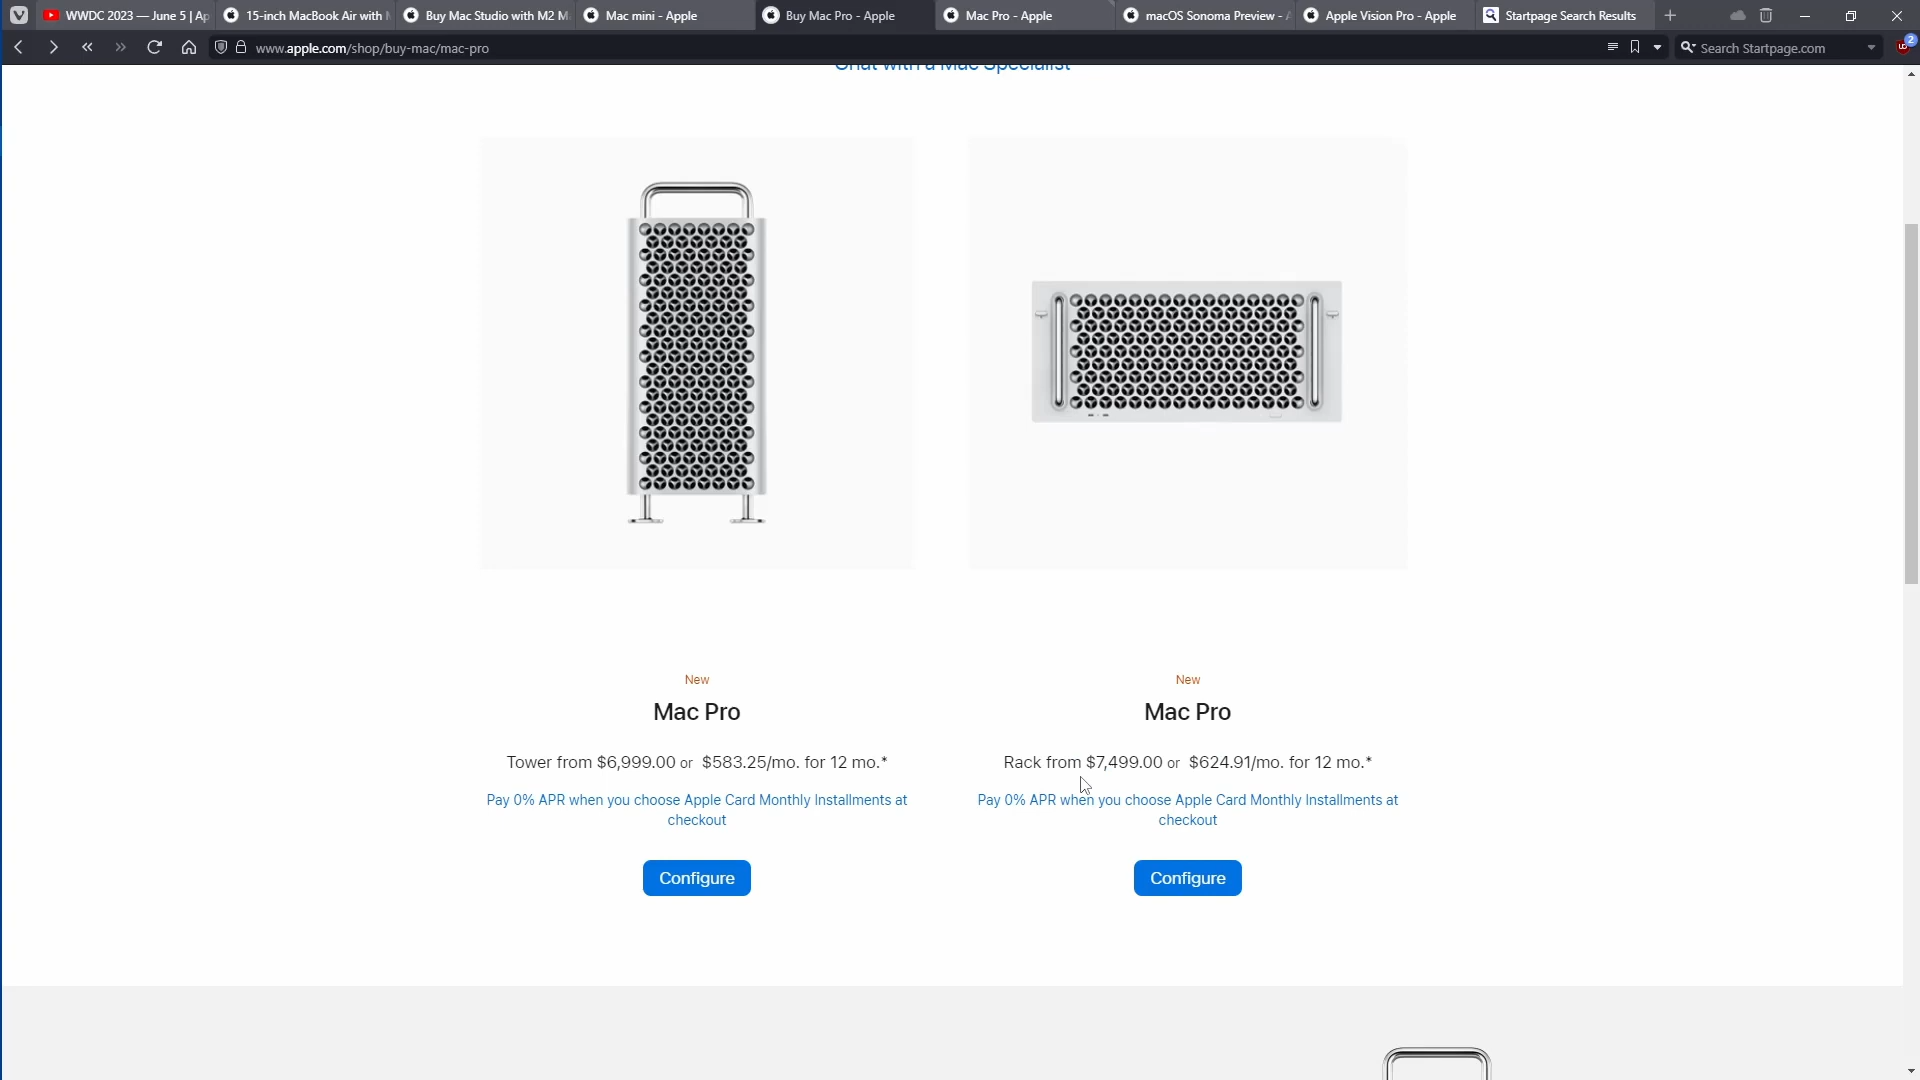 WWDC 2023 — June 5 | Ap
15-inch MacBook Air with
Buy Mac Studio with M2 M
Mac mini - Apple
Buy Mac Pro - Apple
Mac Pro - Apple
macOS Sonoma Preview -
Apple Vision Pro - Apple
Startpage Search Results
www.apple.com/shop/buy-mac/mac-pro
Search Startpage.com
2
Chat with a Mac Specialist
New
Mac Pro
Tower from $6,999.00 or $583.25/mo. for 12 mo.*
Pay 0% APR when you choose Apple Card Monthly Installments at
checkout
Configure
New
Mac Pro
Rack from $7,499.00 or $624.91/mo. for 12 mo.*
Pay 0% APR when you choose Apple Card Monthly Installments at
checkout
Configure